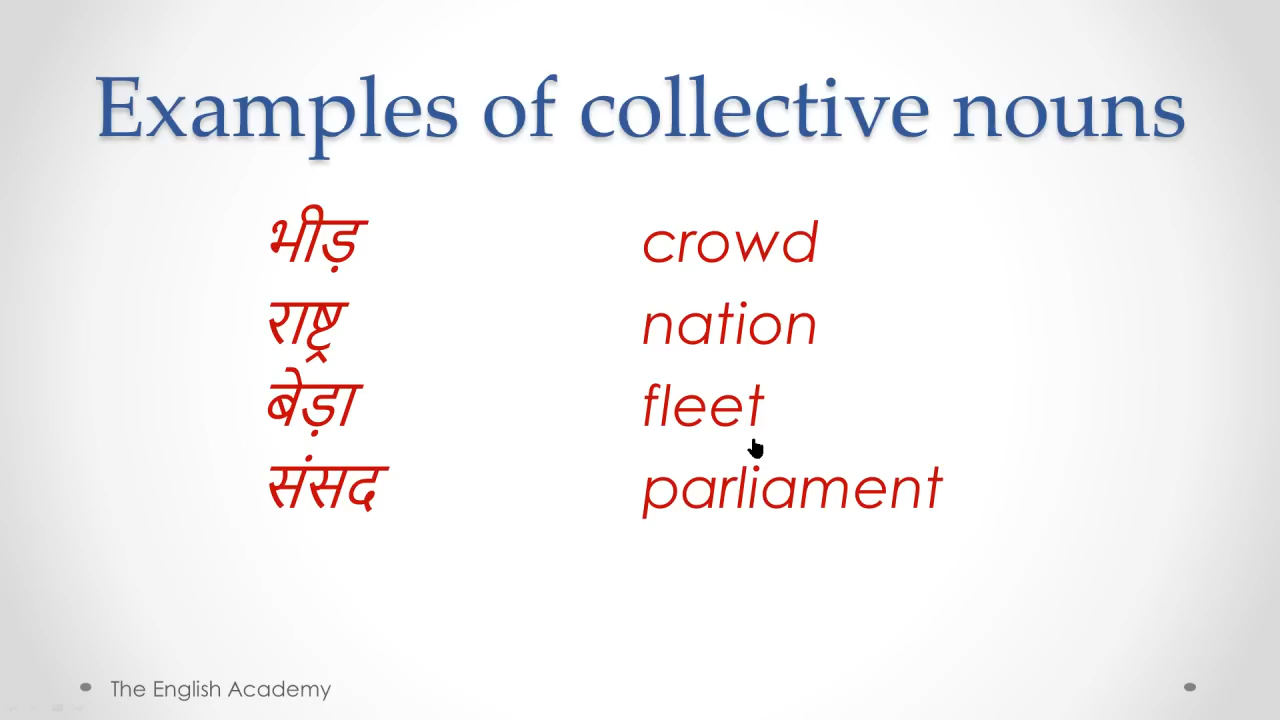 Examples of collective nouns
भीड़ crowd
राष्ट्र nation
बेड़ा fleet
संसद parliament
The English Academy